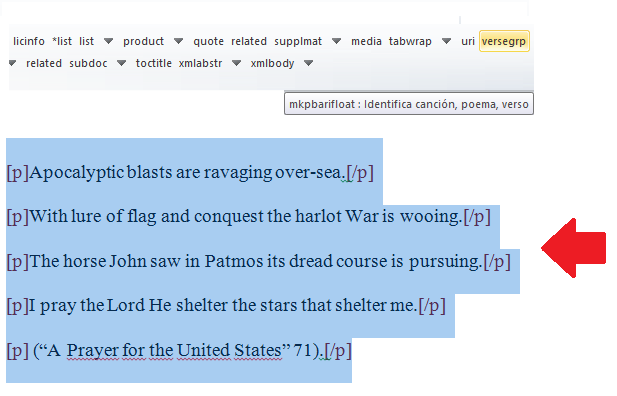 licinfo *list list product quote related supplmat media tabwrap uri versegrp
related subdoc toctitle xmlabstr xmlbody
mkpbarifloat : Identifica canción, poema, verso
[p]Apocalyptic blasts are ravaging over-sea.[/p]
[p]With lure of flag and conquest the harlot War is wooing.[/p]
[p]The horse John saw in Patmos its dread course is pursuing.[/p]
[p]I pray the Lord He shelter the stars that shelter me.[/p]
[p] (“A Prayer for the United States” 71).[/p]